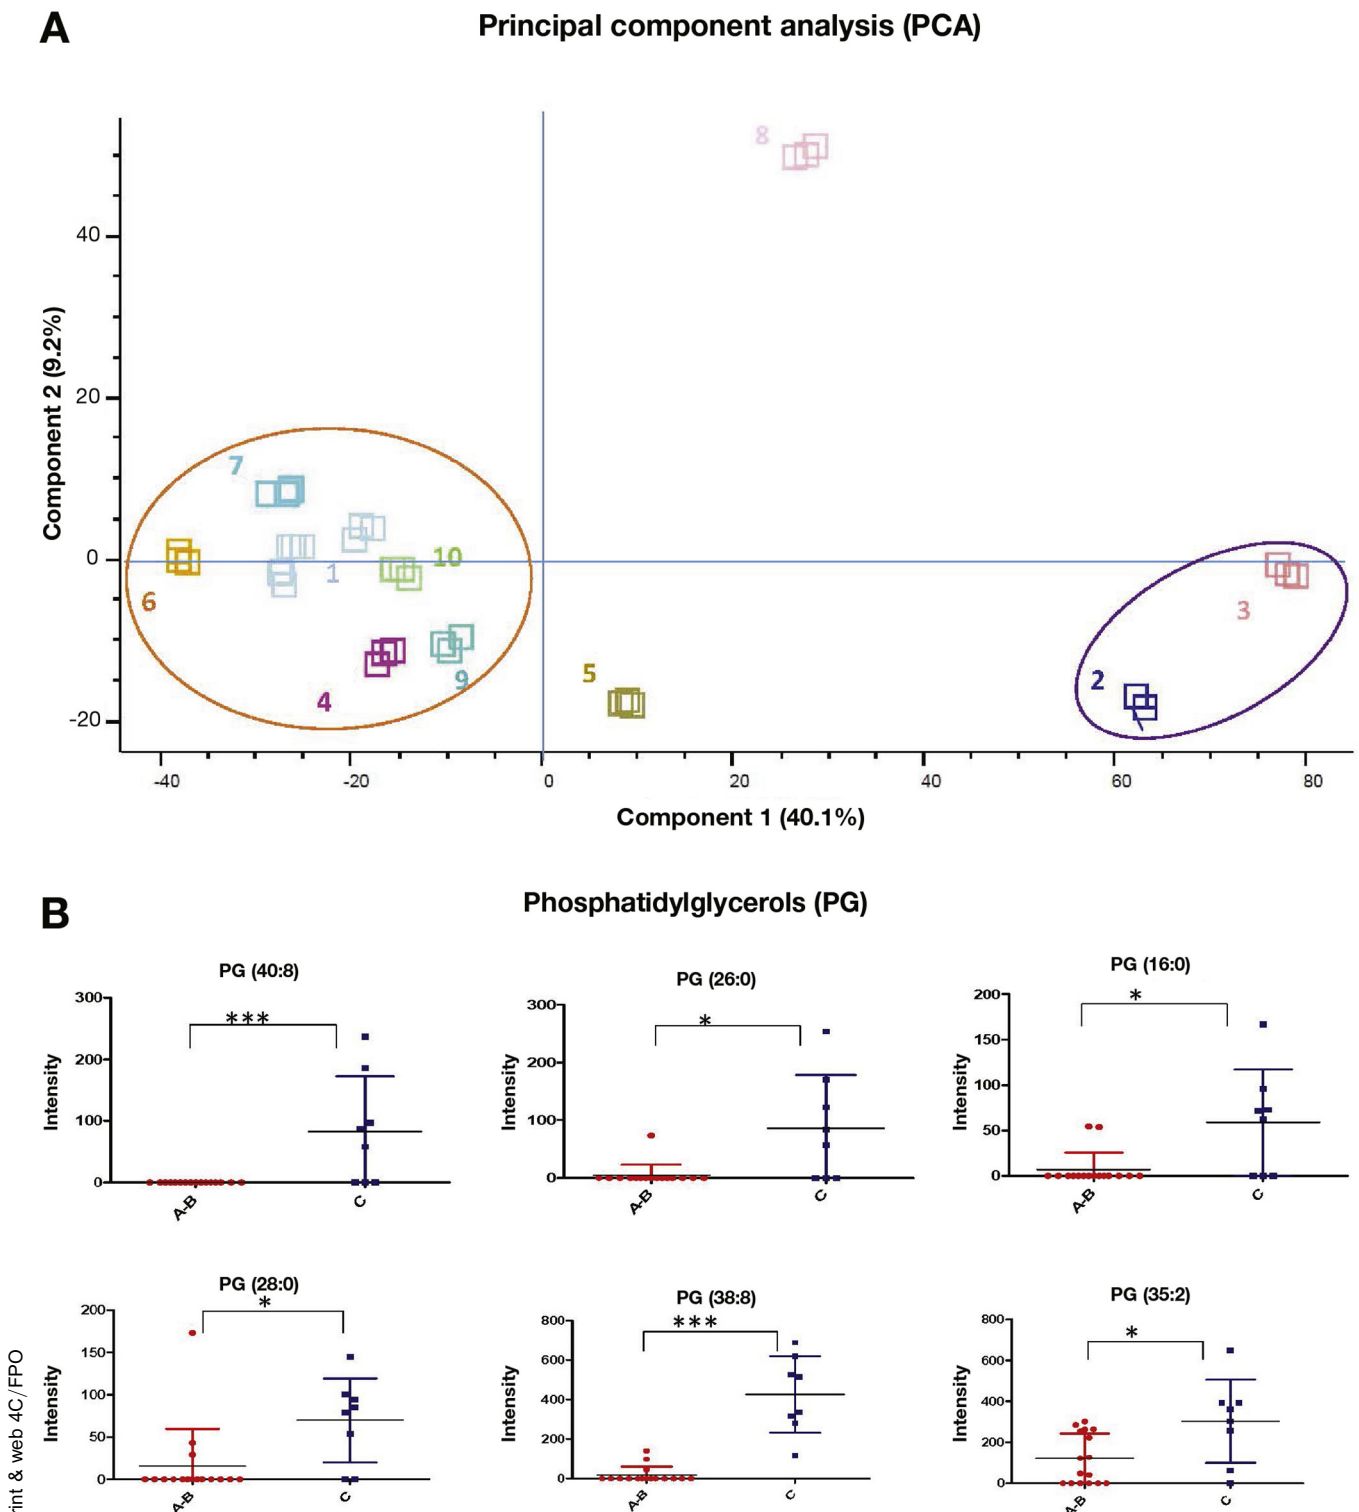 A
Principal component analysis (PCA)
8
40
Component 2 (9.2%)
20
7
0
10
1
6
3
5
2
9
4
-20
-40
-20
0
20
40
60
80
Component 1 (40.1%)
B
Phosphatidylglycerols (PG)
PG (40:8)
300
200
100
0
Intensity
***
A-B
C
PG (26:0)
300
200
100
0
Intensity
*
A-B
C
PG (16:0)
200
150
100
50
0
Intensity
*
A-B
C
PG (28:0)
200
150
100
50
0
Intensity
*
A-B
C
PG (38:8)
800
600
400
200
0
Intensity
***
A-B
C
PG (35:2)
800
600
400
200
0
Intensity
*
A-B
C
rint & web 4C/FPO